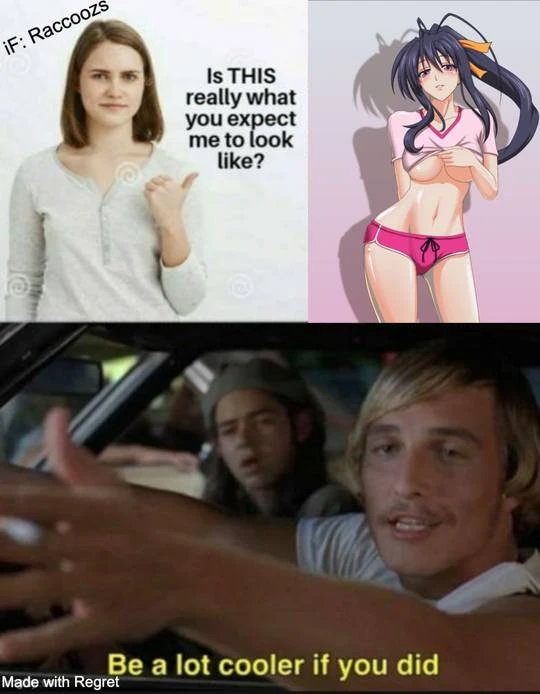 iF: Raccoozs
Is THIS
really what
you expect
me to look
like?
Be a lot cooler if you did
Made with Regret